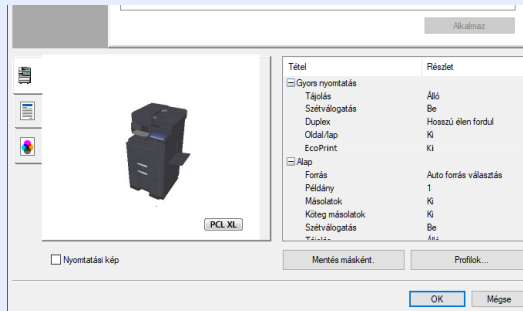 Alkalmaz
Tétel Részlet
Gyors nyomtatás
Tájolás Álló
Szétválogatás Be
Duplex Hosszú élen fordul
Oldal/lap Ki
EcoPrint Ki
Alap
Forrás Auto forrás választás
Példány 1
Másolatok Ki
Köteg másolatok Ki
Szétválogatás Be
PCL XL
Nyomtatási kép
Mentés másként.
Profilok...
OK
Mégse